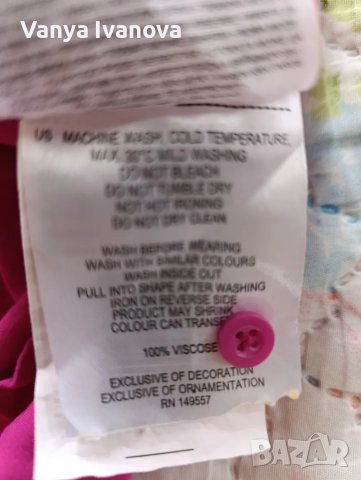 Vanya Ivanova
US MACHINE WASH, COLD TEMPERATURE,
MAX. 30°C MILD WASHING
DO NOT BLEACH
DO NOT TUMBLE DRY
HOT IRONING
DO NOT DRY CLEAN
WASH BEFORE WEARING
WASH WITH SIMILAR COLOURS
WASH INSIDE OUT
PULL INTO SHAPE AFTER WASHING
IRON ON REVERSE SIDE
PRODUCT MAY SHRINK
COLOUR CAN TRANSFER
100% VISCOSE
EXCLUSIVE OF DECORATION
EXCLUSIVE OF ORNAMENTATION
RN 149557
BAZAR